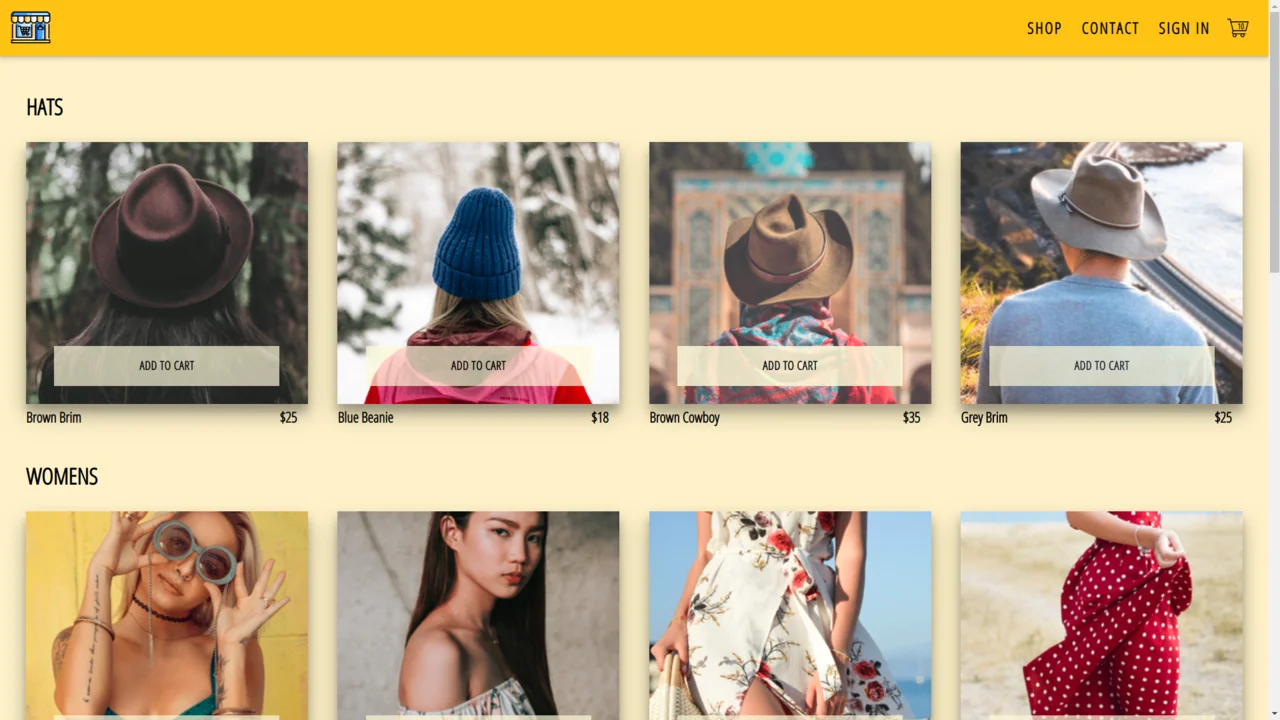 SHOP CONTACT SIGN IN 10
HATS
ADD TO CART ADD TO CART ADD TO CART ADD TO CART
Brown Brim $25 Blue Beanie $18 Brown Cowboy $35 Grey Brim $25
WOMENS